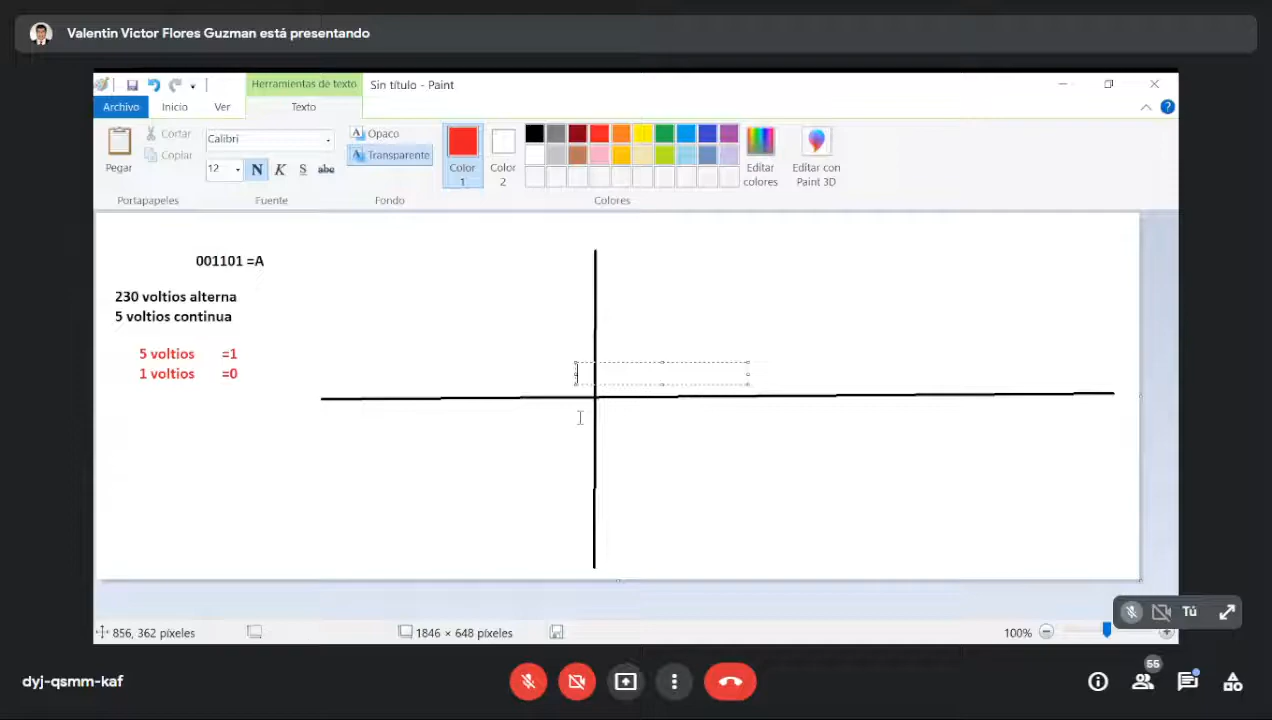 Valentin Victor Flores Guzman está presentando
Herramientas de texto
Sin título - Paint
Archivo
Inicio
Ver
Texto
Pegar
Cortar
Copiar
Portapapeles
Calibri
12
N K S abc
Fuente
Opaco
Transparente
Fondo
Color 1
Color 2
Editar colores
Editar con Paint 3D
Colores
001101 =A
230 voltios alterna
5 voltios continua
5 voltios =1
1 voltios =0
856, 362 píxeles
1846 × 648 píxeles
100%
Tú
dyj-qsmm-kaf
55